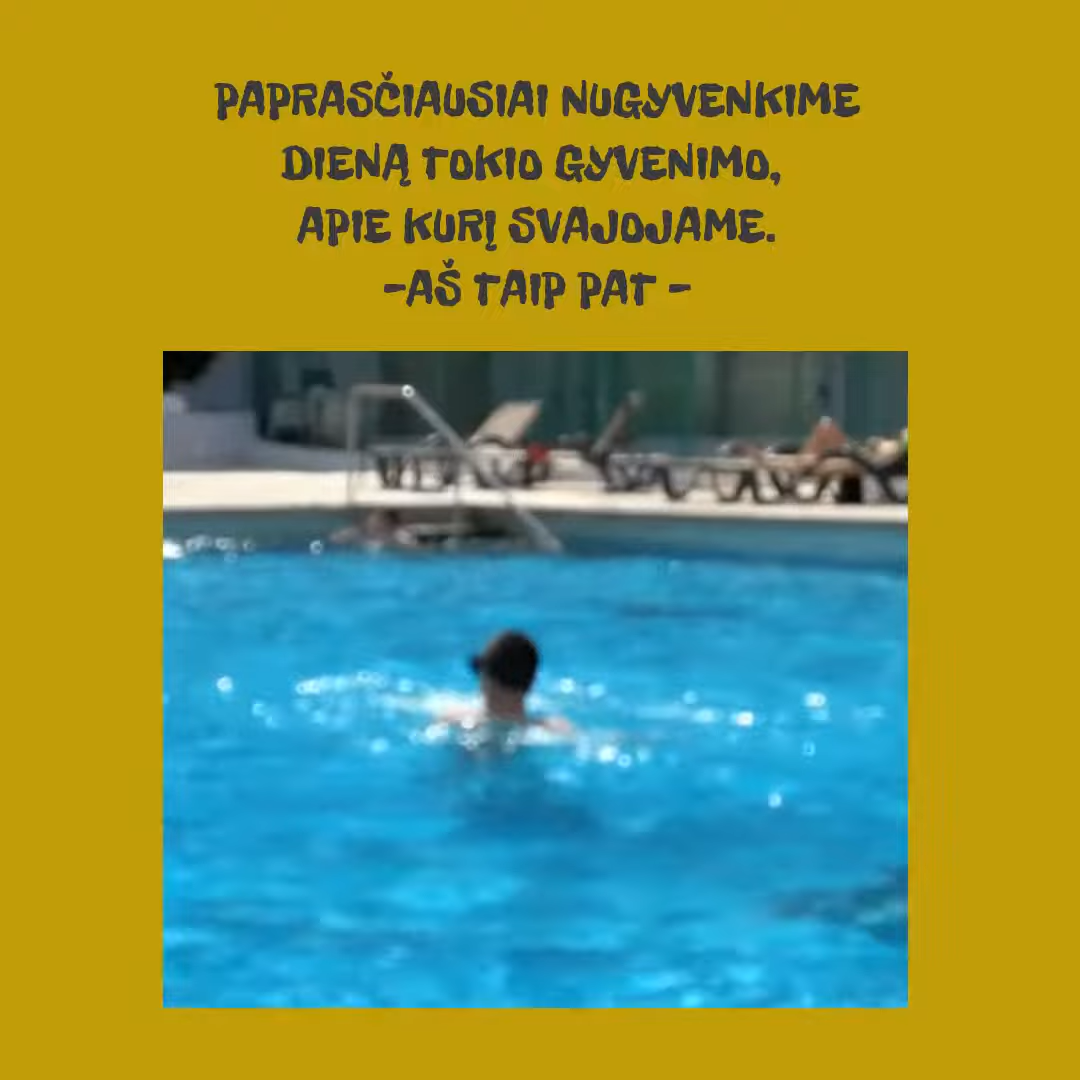 PAPRASČIAUSIAI NUGYVENKIME
DIENĄ TOKIO GYVENIMO,
APIE KURĮ SVAJOJAME.
-AŠ TAIP PAT -